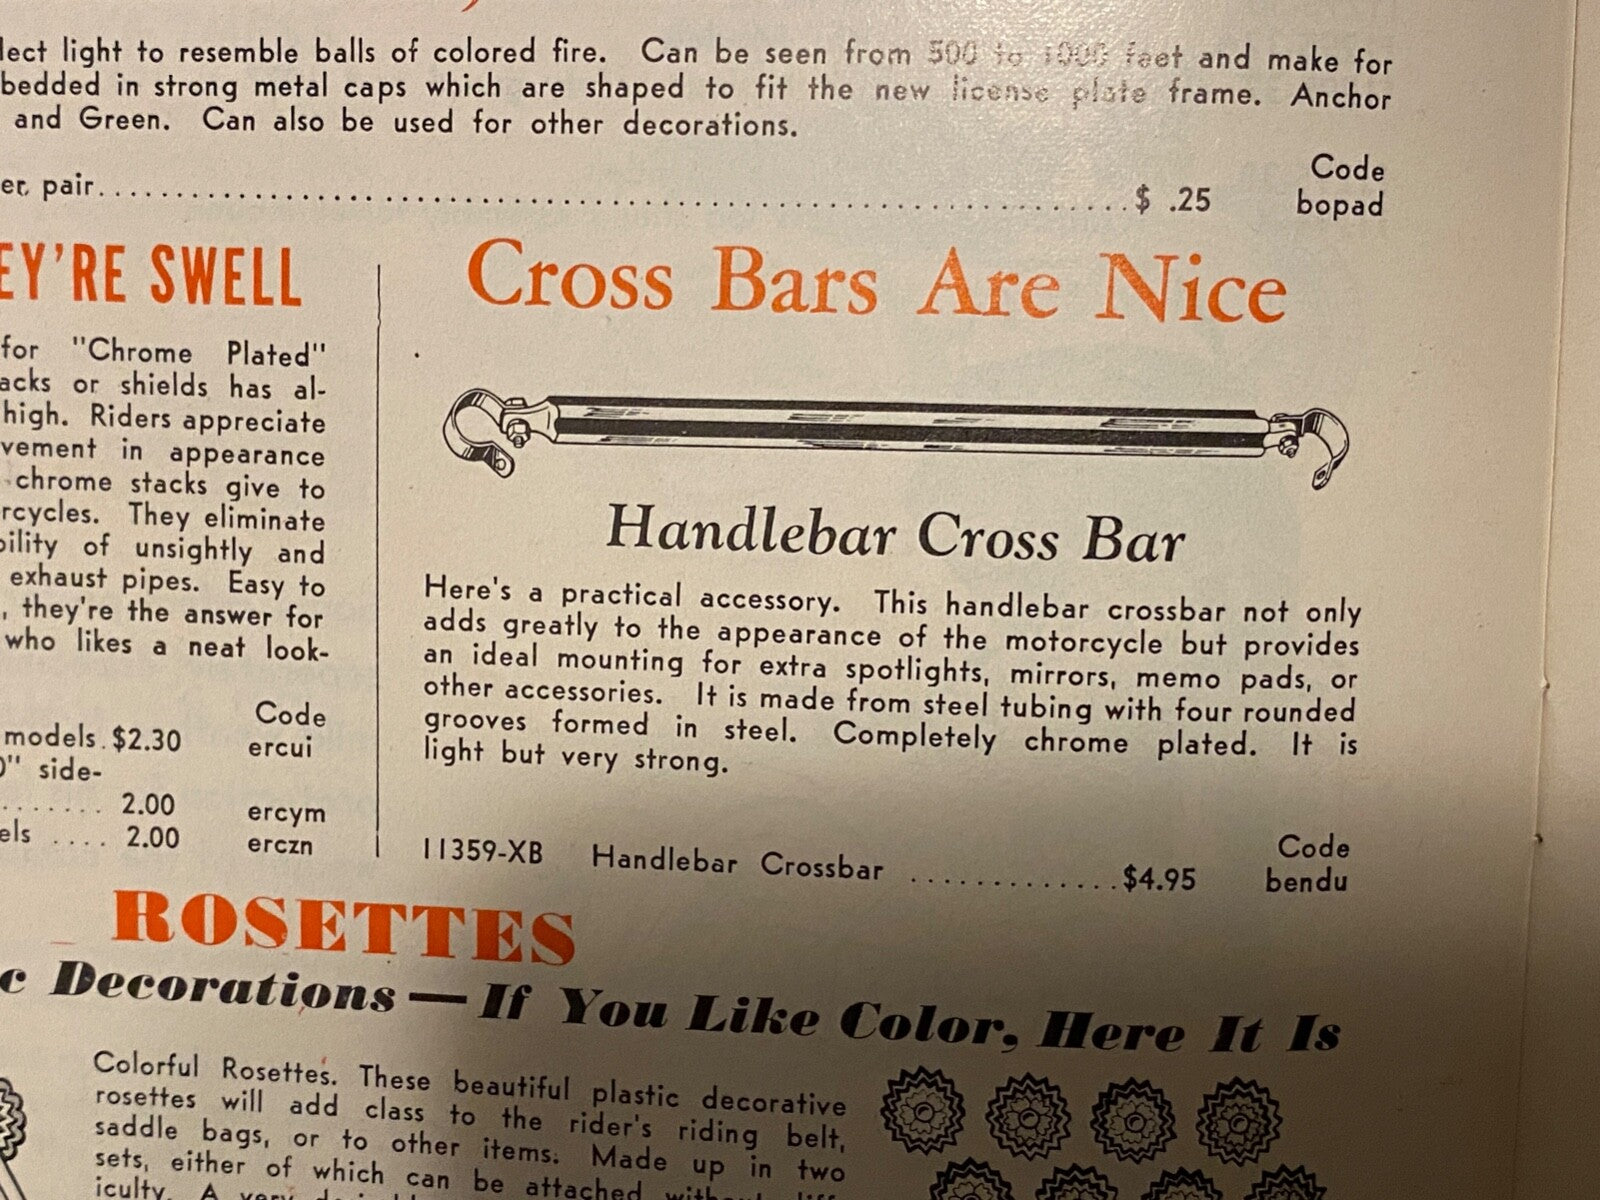 lect light to resemble balls of colored fire. Can be seen from 500 to 1000 feet and make for
bedded in strong metal caps which are shaped to fit the new license plate frame. Anchor
and Green. Can also be used for other decorations.
Code
er, pair........................................................................$ .25 bopad
EY'RE SWELL
for "Chrome Plated"
acks or shields has al-
high. Riders appreciate
vement in appearance
chrome stacks give to
rcycles. They eliminate
bility of unsightly and
exhaust pipes. Easy to
, they're the answer for
who likes a neat look-
Code
models . $2.30 ercui
0" side-
....... 2.00 ercym
els .... 2.00 erczn
Cross Bars Are Nice
Handlebar Cross Bar
Here's a practical accessory. This handlebar crossbar not only
adds greatly to the appearance of the motorcycle but provides
an ideal mounting for extra spotlights, mirrors, memo pads, or
other accessories. It is made from steel tubing with four rounded
grooves formed in steel. Completely chrome plated. It is
light but very strong.
Code
11359-XB Handlebar Crossbar .............$4.95 bendu
ROSETTES
c Decorations — If You Like Color, Here It Is
Colorful Rosettes. These beautiful plastic decorative
rosettes will add class to the rider's riding belt,
saddle bags, or to other items. Made up in two
sets, either of which can be attached without diff-
iculty. A very